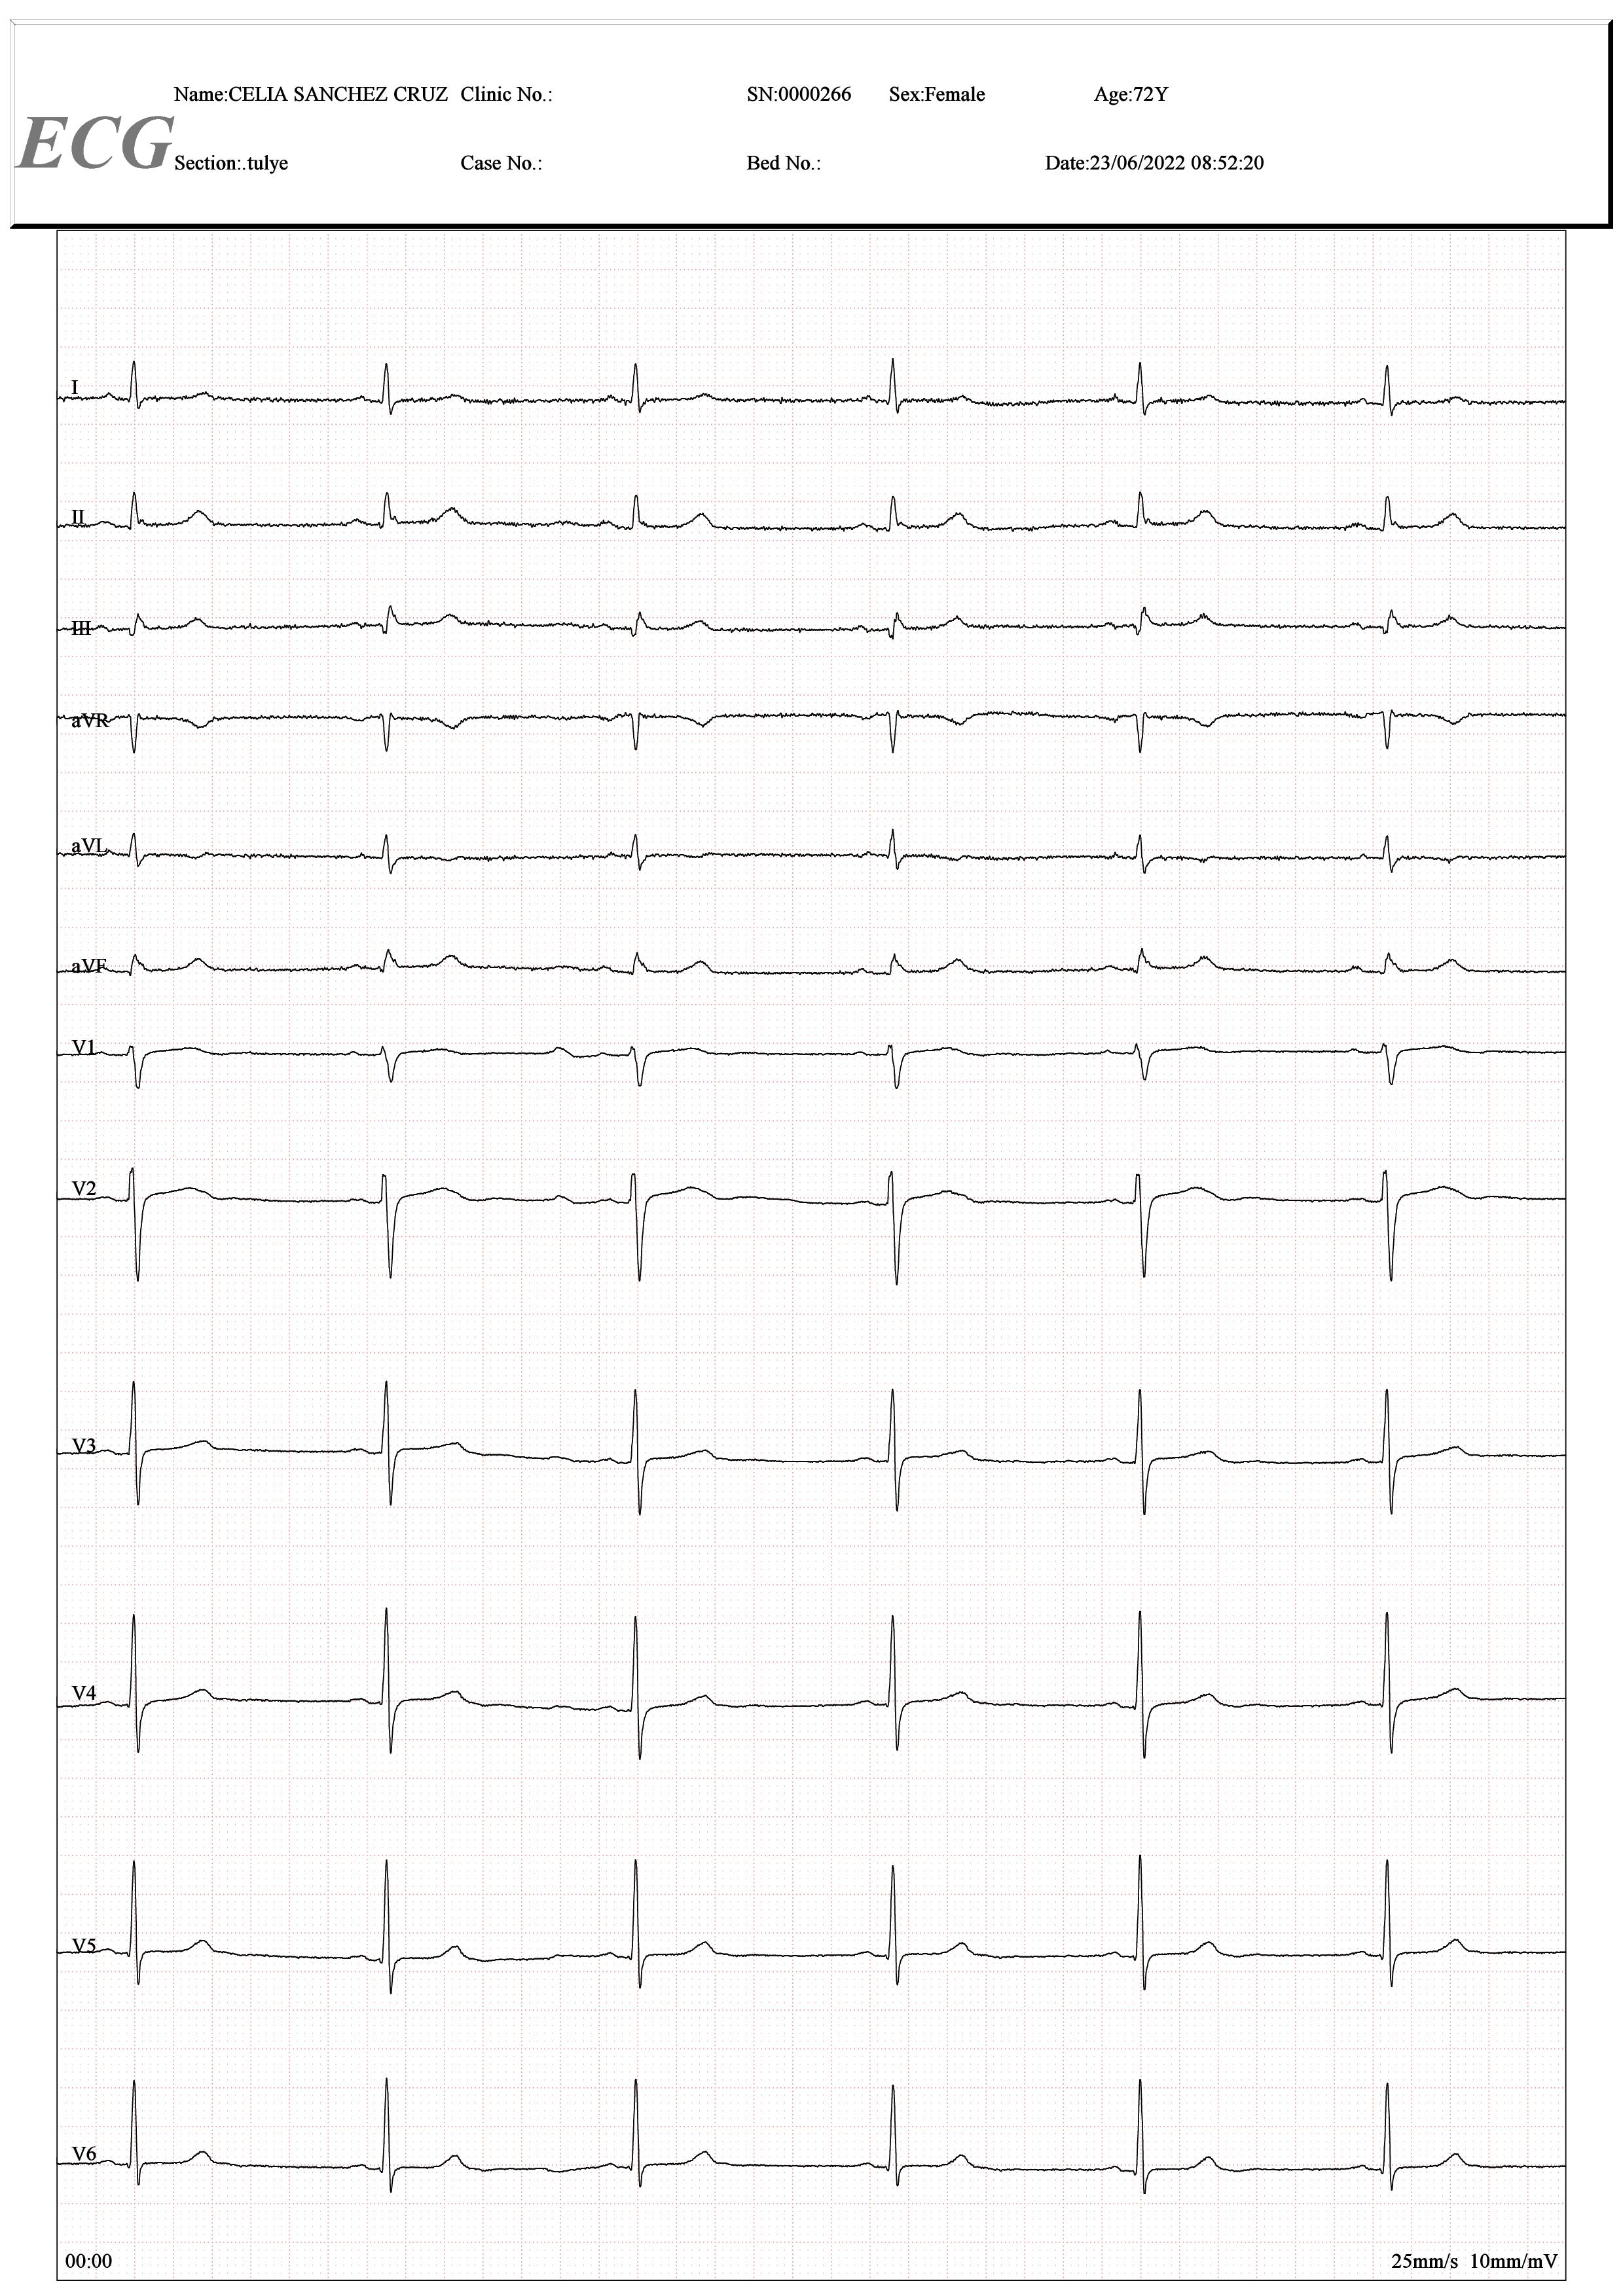 Name:CELIA SANCHEZ CRUZ Clinic No.: SN:0000266 Sex:Female Age:72Y
ECG
Section:.tulye Case No.: Bed No.: Date:23/06/2022 08:52:20
I
II
III
aVR
aVL
aVF
V1
V2
V3
V4
V5
V6
00:00 25mm/s 10mm/mV